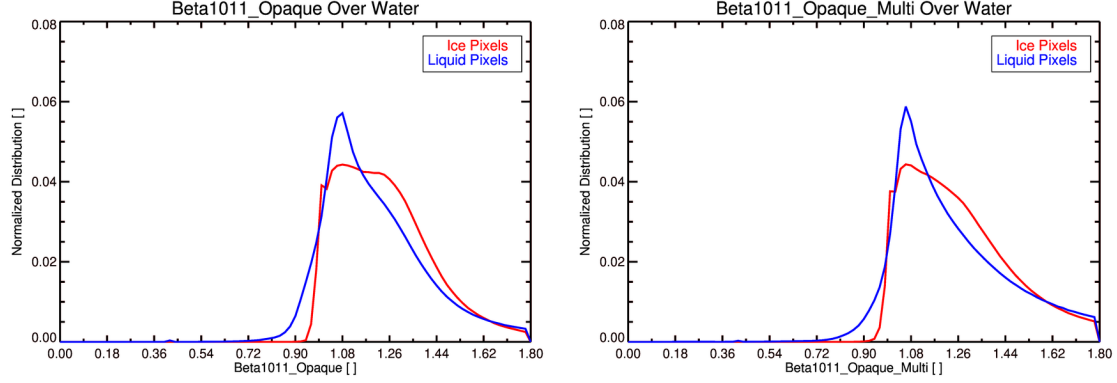 Beta1011_Opaque Over Water
0.08
0.06
0.04
0.02
0.00
Normalized Distribution [ ]
Ice Pixels
Liquid Pixels
0.00 0.18 0.36 0.54 0.72 0.90 1.08 1.26 1.44 1.62 1.80
Beta1011_Opaque [ ]
Beta1011_Opaque_Multi Over Water
0.08
0.06
0.04
0.02
0.00
Normalized Distribution [ ]
Ice Pixels
Liquid Pixels
0.00 0.18 0.36 0.54 0.72 0.90 1.08 1.26 1.44 1.62 1.80
Beta1011_Opaque_Multi [ ]